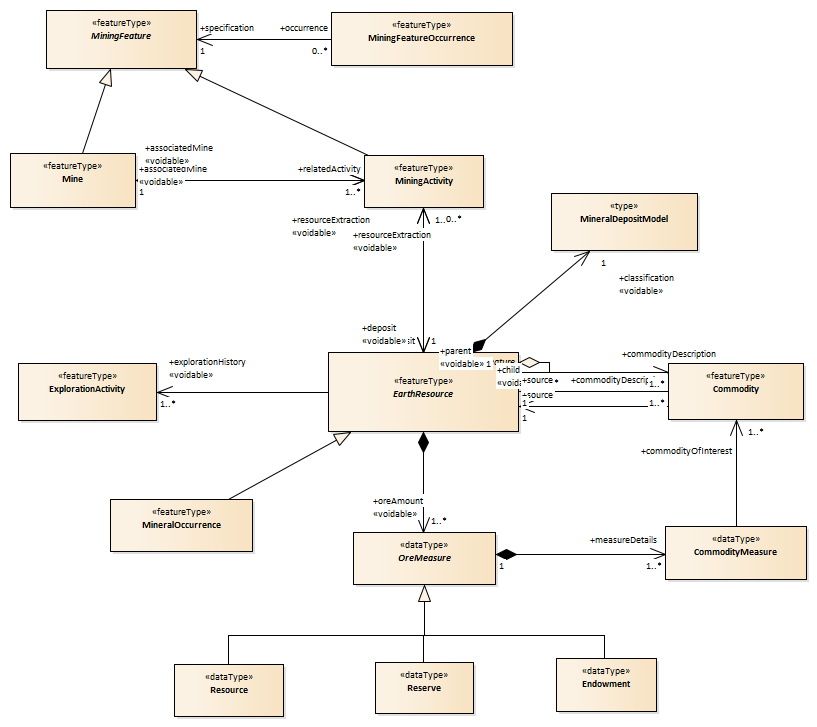 «featureType»
MiningFeature
+specification
1
+occurrence
0..*
«featureType»
MiningFeatureOccurrence
«featureType»
Mine
+associatedMine
«voidable»
+associatedMine
«voidable»
1
+relatedActivity
1..*
«featureType»
MiningActivity
+resourceExtraction
«voidable»
1..0..*
+resourceExtraction
«voidable»
«type»
MineralDepositModel
1
+classification
«voidable»
+deposit
«voidable»
1
+parent
«voidable» 1
+child
«featureType»
EarthResource
+explorationHistory
«voidable»
1..*
«featureType»
ExplorationActivity
+commodityDescription
+source
1..*
+source
1
1..*
1
«featureType»
Commodity
1..*
+commodityOfInterest
«featureType»
MineralOccurrence
+oreAmount
«voidable»
1..*
«dataType»
OreMeasure
1
+measureDetails
1..*
«dataType»
CommodityMeasure
«dataType»
Resource
«dataType»
Reserve
«dataType»
Endowment